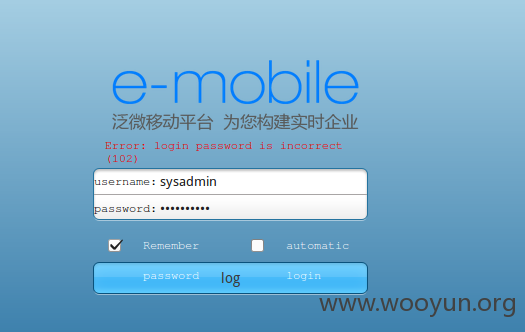 e-mobile
泛微移动平台 为您构建实时企业
Error: login password is incorrect
(102)
username: sysadmin
password: ••••••••••
Remember password
automatic login
log
www.wooyun.org